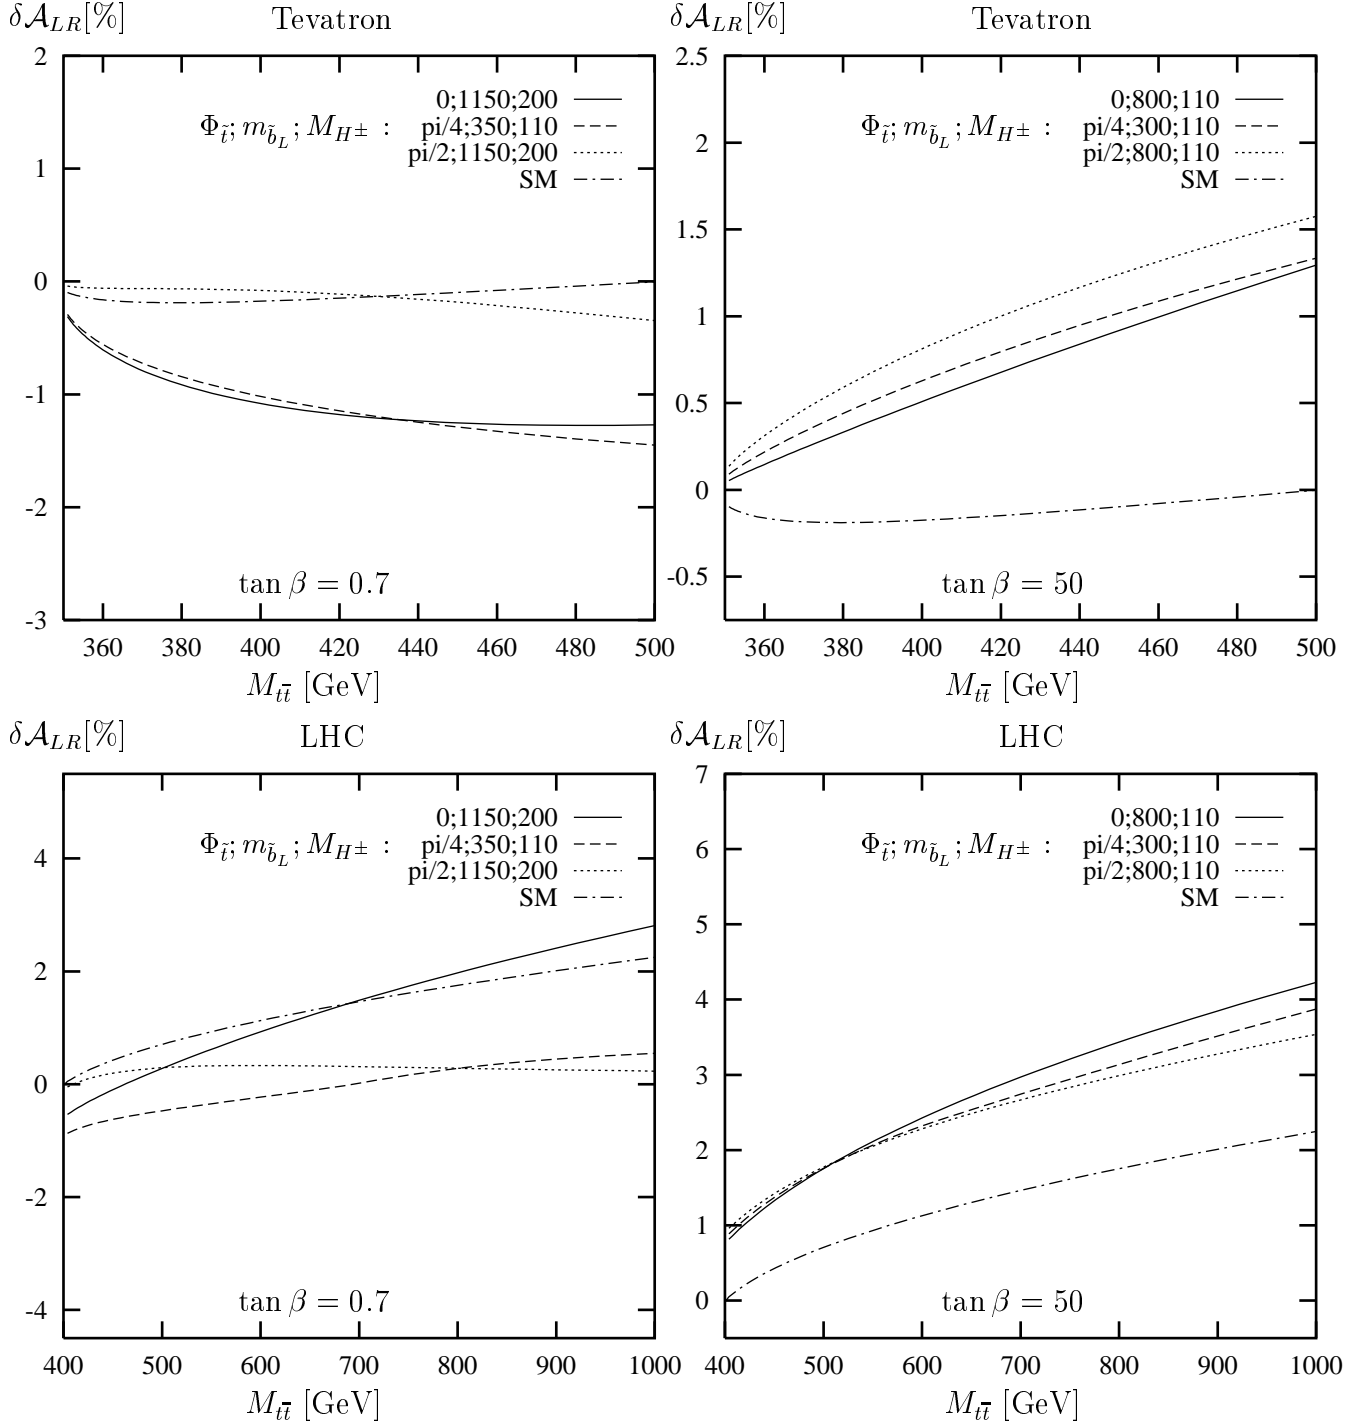 δA_LR[%] Tevatron
2
1
0
-1
-2
-3
0;1150;200
Φ_t̃; m_b̃_L; M_H± : pi/4;350;110
pi/2;1150;200
SM
tan β = 0.7
360 380 400 420 440 460 480 500
M_tt̅ [GeV]
δA_LR[%] Tevatron
2.5
2
1.5
1
0.5
0
-0.5
0;800;110
Φ_t̃; m_b̃_L; M_H± : pi/4;300;110
pi/2;800;110
SM
tan β = 50
360 380 400 420 440 460 480 500
M_tt̅ [GeV]
δA_LR[%] LHC
4
2
0
-2
-4
0;1150;200
Φ_t̃; m_b̃_L; M_H± : pi/4;350;110
pi/2;1150;200
SM
tan β = 0.7
400 500 600 700 800 900 1000
M_tt̅ [GeV]
δA_LR[%] LHC
7
6
5
4
3
2
1
0
0;800;110
Φ_t̃; m_b̃_L; M_H± : pi/4;300;110
pi/2;800;110
SM
tan β = 50
400 500 600 700 800 900 1000
M_tt̅ [GeV]